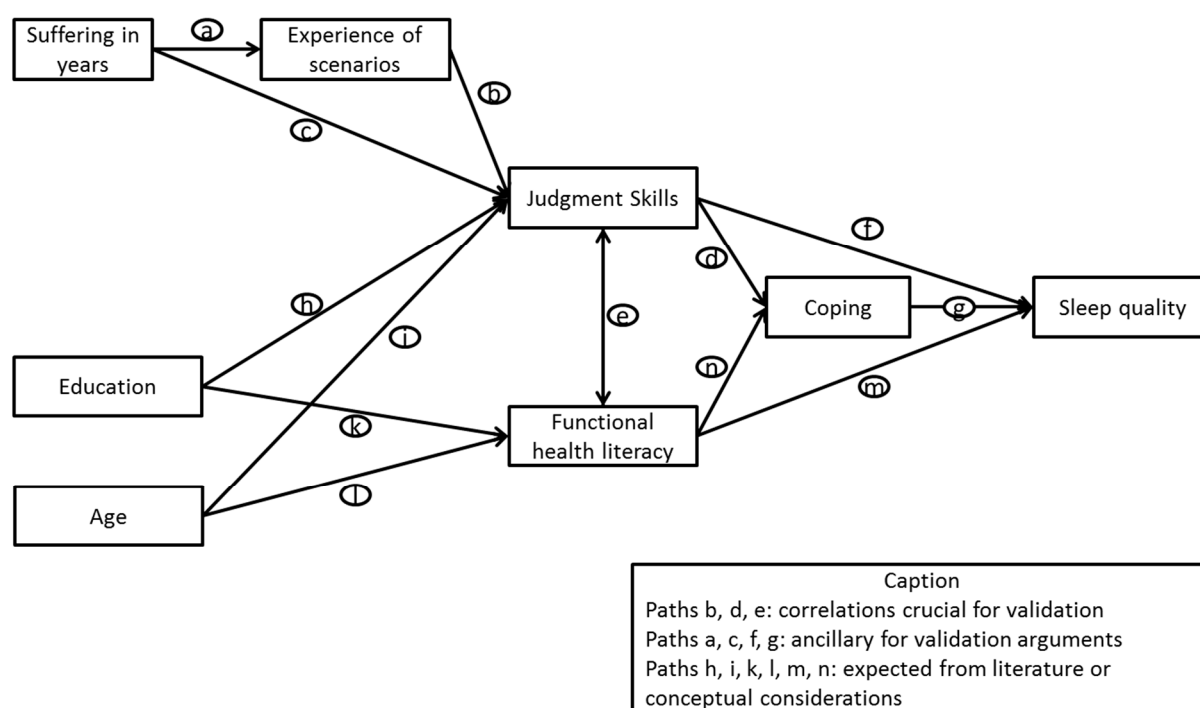 Suffering in
years
a
Experience of
scenarios
b
c
Judgment Skills
f
d
h
Coping
g
Sleep quality
e
i
Education
n
m
k
Functional
health literacy
l
Age
Caption
Paths b, d, e: correlations crucial for validation
Paths a, c, f, g: ancillary for validation arguments
Paths h, i, k, l, m, n: expected from literature or
conceptual considerations